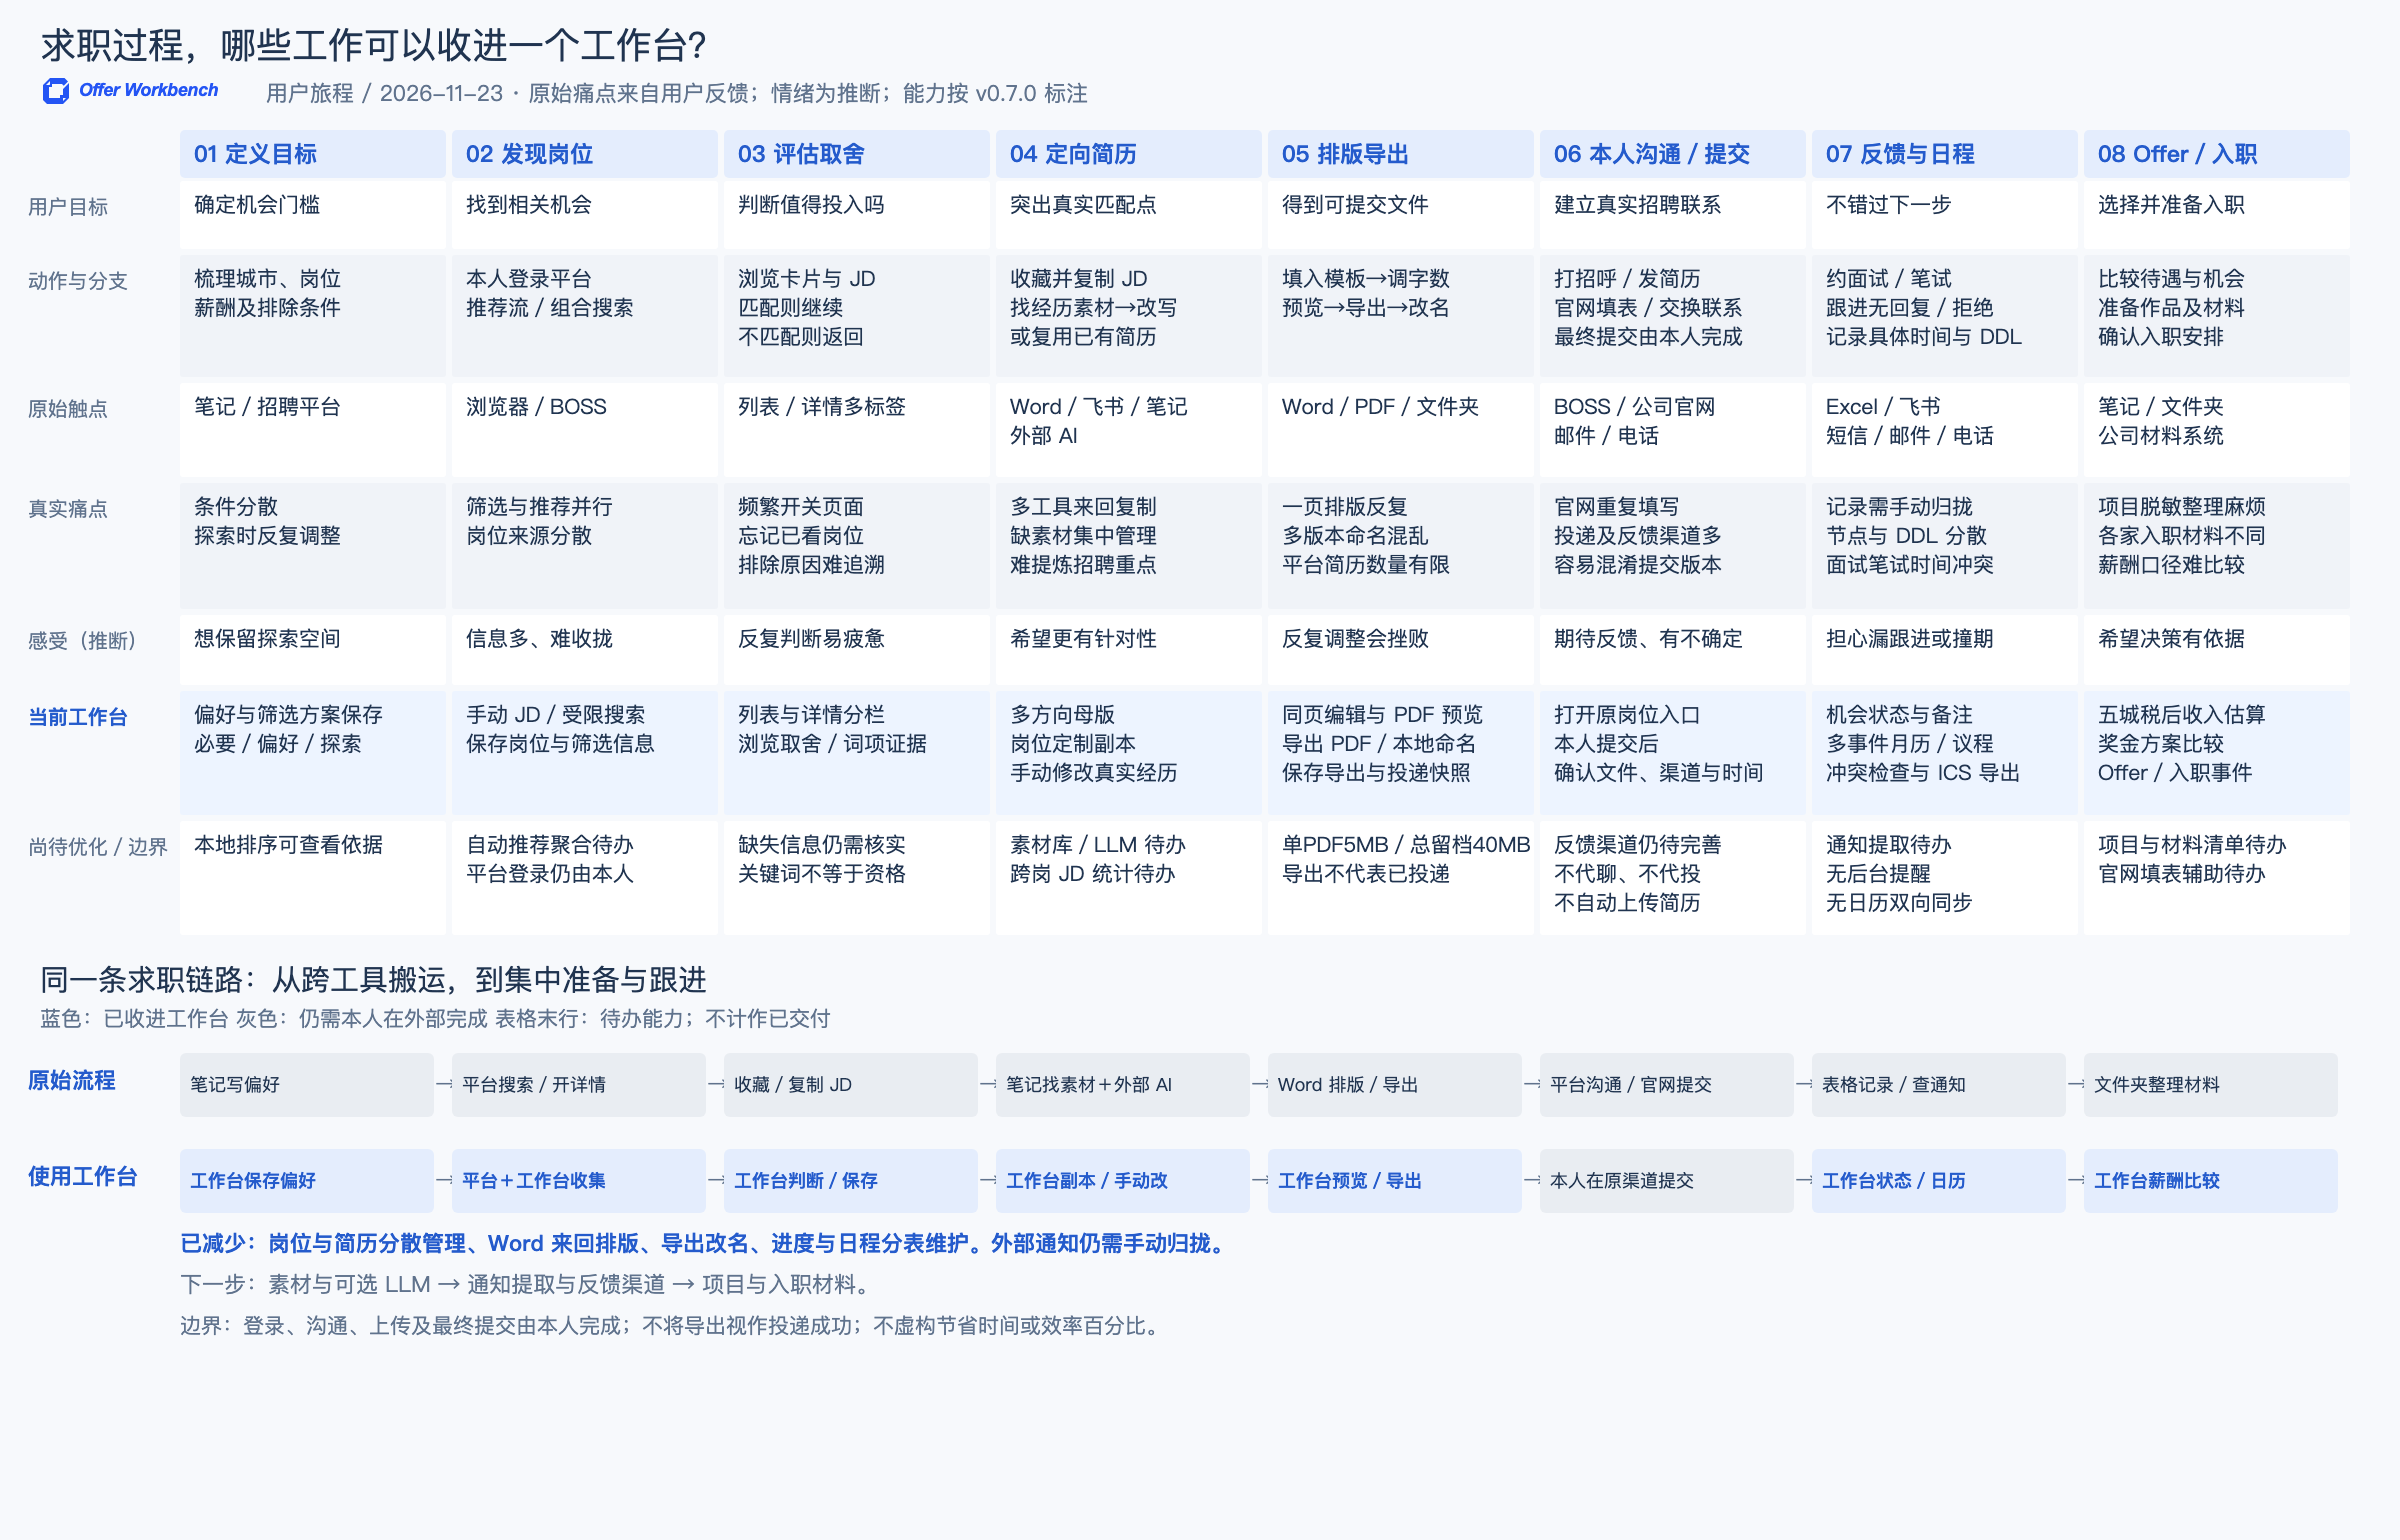 求职过程，哪些工作可以收进一个工作台?
Offer Workbench
用户旅程 / 2026-11-23 · 原始痛点来自用户反馈；情绪为推断；能力按 v0.7.0 标注
01 定义目标
02 发现岗位
03 评估取舍
04 定向简历
05 排版导出
06 本人沟通 / 提交
07 反馈与日程
08 Offer / 入职
用户目标
确定机会门槛
找到相关机会
判断值得投入吗
突出真实匹配点
得到可提交文件
建立真实招聘联系
不错过下一步
选择并准备入职
动作与分支
梳理城市、岗位
薪酬及排除条件
本人登录平台
推荐流 / 组合搜索
浏览卡片与 JD
匹配则继续
不匹配则返回
收藏并复制 JD
找经历素材→改写
或复用已有简历
填入模板→调字数
预览→导出→改名
打招呼 / 发简历
官网填表 / 交换联系
最终提交由本人完成
约面试 / 笔试
跟进无回复 / 拒绝
记录具体时间与 DDL
比较待遇与机会
准备作品及材料
确认入职安排
原始触点
笔记 / 招聘平台
浏览器 / BOSS
列表 / 详情多标签
Word / 飞书 / 笔记
外部 AI
Word / PDF / 文件夹
BOSS / 公司官网
邮件 / 电话
Excel / 飞书
短信 / 邮件 / 电话
笔记 / 文件夹
公司材料系统
真实痛点
条件分散
探索时反复调整
筛选与推荐并行
岗位来源分散
频繁开关页面
忘记已看岗位
排除原因难追溯
多工具来回复制
缺素材集中管理
难提炼招聘重点
一页排版反复
多版本命名混乱
平台简历数量有限
官网重复填写
投递及反馈渠道多
容易混淆提交版本
记录需手动归拢
节点与 DDL 分散
面试笔试时间冲突
项目脱敏整理麻烦
各家入职材料不同
薪酬口径难比较
感受（推断）
想保留探索空间
信息多、难收拢
反复判断易疲惫
希望更有针对性
反复调整会挫败
期待反馈、有不确定
担心漏跟进或撞期
希望决策有依据
当前工作台
偏好与筛选方案保存
必要 / 偏好 / 探索
手动 JD / 受限搜索
保存岗位与筛选信息
列表与详情分栏
浏览取舍 / 词项证据
多方向母版
岗位定制副本
手动修改真实经历
同页编辑与 PDF 预览
导出 PDF / 本地命名
保存导出与投递快照
打开原岗位入口
本人提交后
确认文件、渠道与时间
机会状态与备注
多事件月历 / 议程
冲突检查与 ICS 导出
五城税后收入估算
奖金方案比较
Offer / 入职事件
尚待优化 / 边界
本地排序可查看依据
自动推荐聚合待办
平台登录仍由本人
缺失信息仍需核实
关键词不等于资格
素材库 / LLM 待办
跨岗 JD 统计待办
单PDF5MB / 总留档40MB
导出不代表已投递
反馈渠道仍待完善
不代聊、不代投
不自动上传简历
通知提取待办
无后台提醒
无日历双向同步
项目与材料清单待办
官网填表辅助待办
同一条求职链路：从跨工具搬运，到集中准备与跟进
蓝色：已收进工作台 灰色：仍需本人在外部完成 表格末行：待办能力；不计作已交付
原始流程
笔记写偏好
→
平台搜索 / 开详情
→
收藏 / 复制 JD
→
笔记找素材＋外部 AI
→
Word 排版 / 导出
→
平台沟通 / 官网提交
→
表格记录 / 查通知
→
文件夹整理材料
使用工作台
工作台保存偏好
→
平台＋工作台收集
→
工作台判断 / 保存
→
工作台副本 / 手动改
→
工作台预览 / 导出
→
本人在原渠道提交
→
工作台状态 / 日历
→
工作台薪酬比较
已减少：岗位与简历分散管理、Word 来回排版、导出改名、进度与日程分表维护。外部通知仍需手动归拢。
下一步：素材与可选 LLM → 通知提取与反馈渠道 → 项目与入职材料。
边界：登录、沟通、上传及最终提交由本人完成；不将导出视作投递成功；不虚构节省时间或效率百分比。